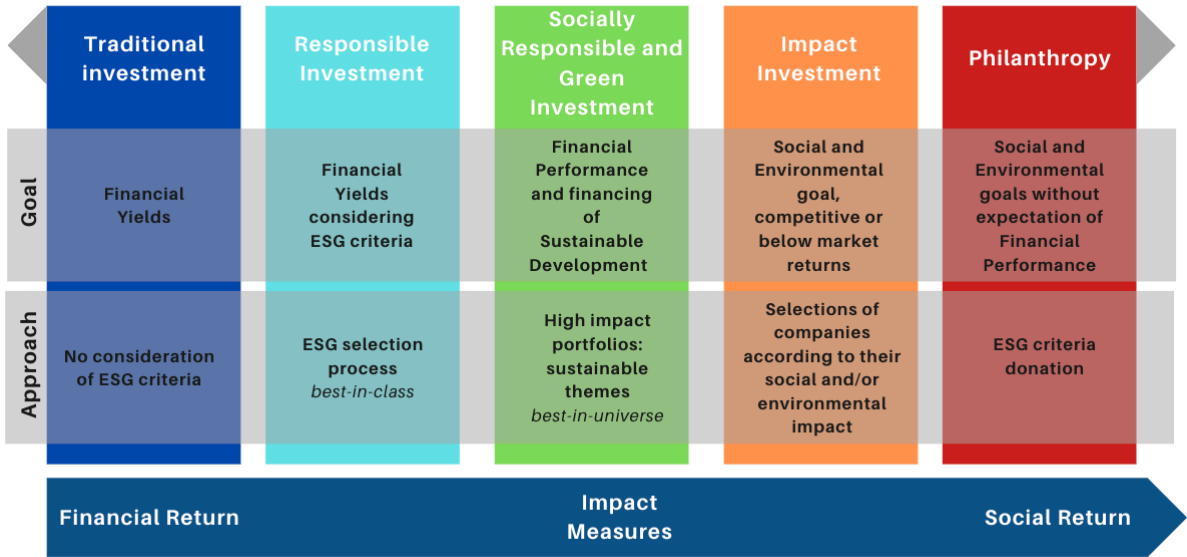 Traditional
investment
Responsible
Investment
Socially
Responsible and
Green
Investment
Impact
Investment
Philanthropy
Goal
Financial
Yields
Financial
Yields
considering
ESG criteria
Financial
Performance
and financing
of
Sustainable
Development
Social and
Environmental
goal,
competitive or
below market
returns
Social and
Environmental
goals without
expectation of
Financial
Performance
Approach
No consideration
of ESG criteria
ESG selection
process
best-in-class
High impact
portfolios:
sustainable
themes
best-in-universe
Selections of
companies
according to their
social and/or
environmental
impact
ESG criteria
donation
Financial Return
Impact
Measures
Social Return